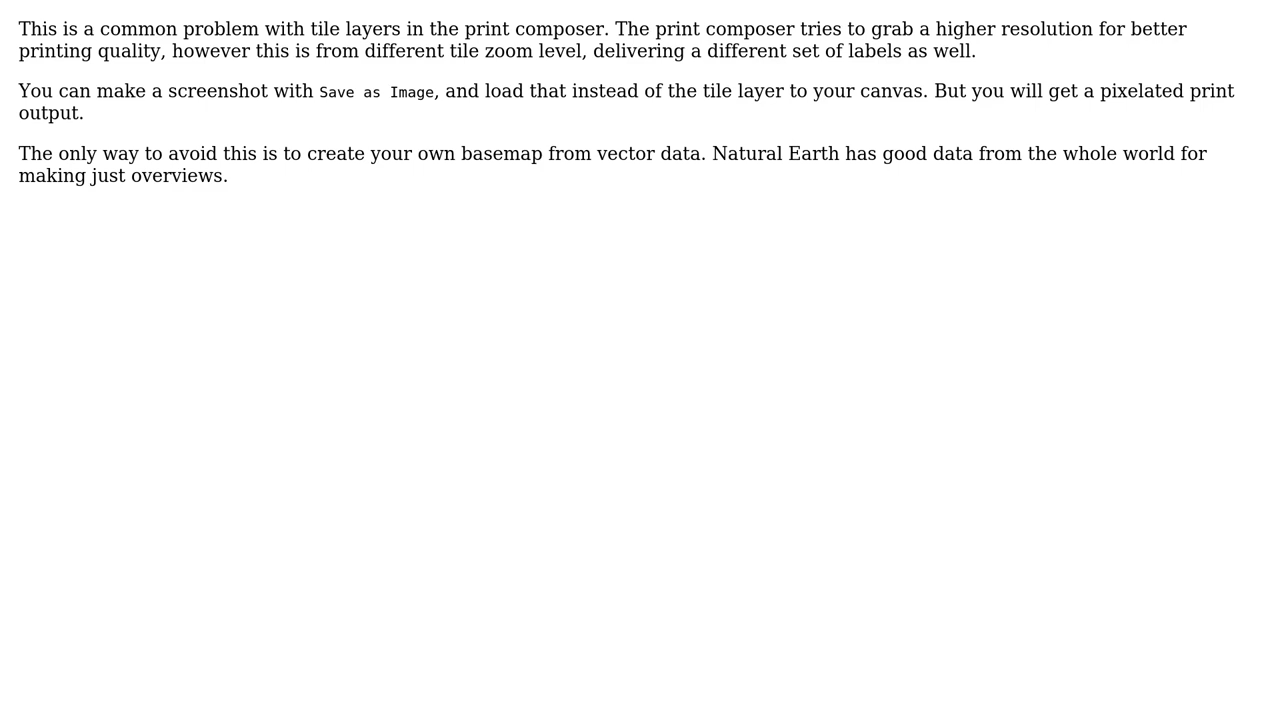 This is a common problem with tile layers in the print composer. The print composer tries to grab a higher resolution for better
printing quality, however this is from different tile zoom level, delivering a different set of labels as well.
You can make a screenshot with Save as Image, and load that instead of the tile layer to your canvas. But you will get a pixelated print
output.
The only way to avoid this is to create your own basemap from vector data. Natural Earth has good data from the whole world for
making just overviews.